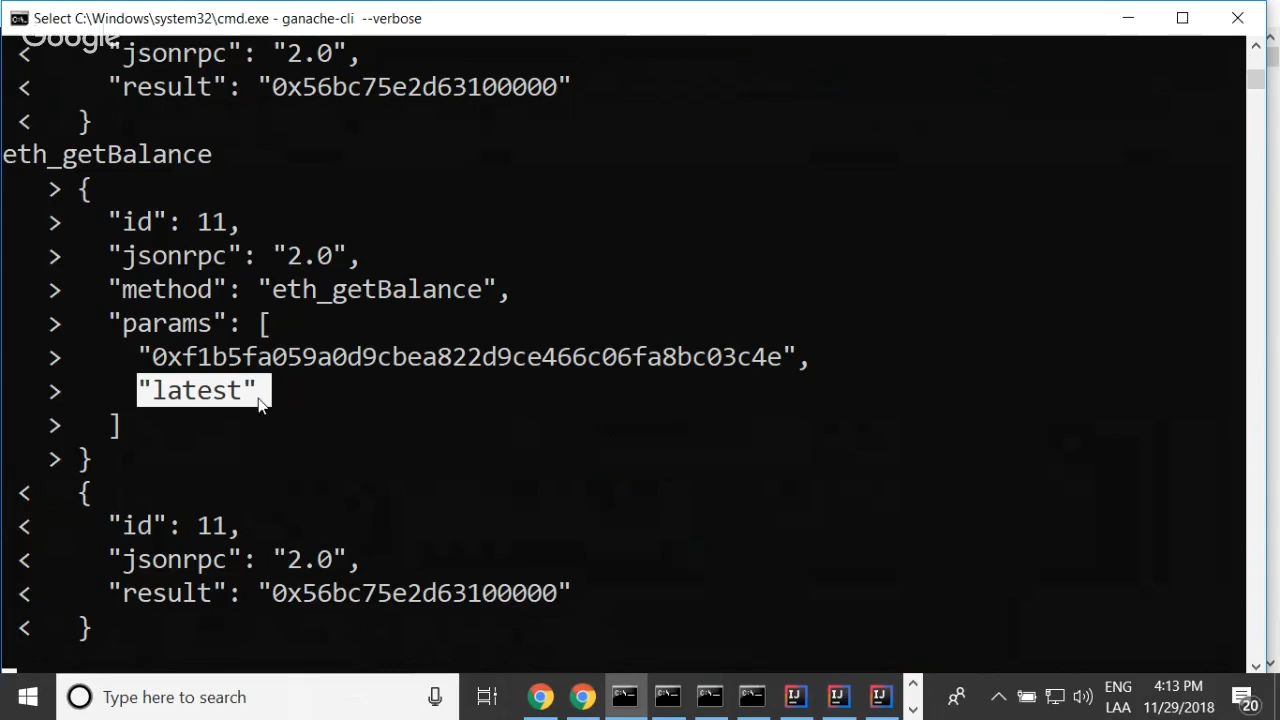 Select C:\Windows\system32\cmd.exe - ganache-cli  --verbose
Google
<       "jsonrpc": "2.0",
<       "result": "0x56bc75e2d63100000"
<     }
eth_getBalance
   > {
   >   "id": 11,
   >   "jsonrpc": "2.0",
   >   "method": "eth_getBalance",
   >   "params": [
   >     "0xf1b5fa059a0d9cbea822d9ce466c06fa8bc03c4e",
   >     "latest"
   >   ]
   > }
<     {
<       "id": 11,
<       "jsonrpc": "2.0",
<       "result": "0x56bc75e2d63100000"
<     }
Type here to search
ENG
LAA
4:13 PM
11/29/2018
20